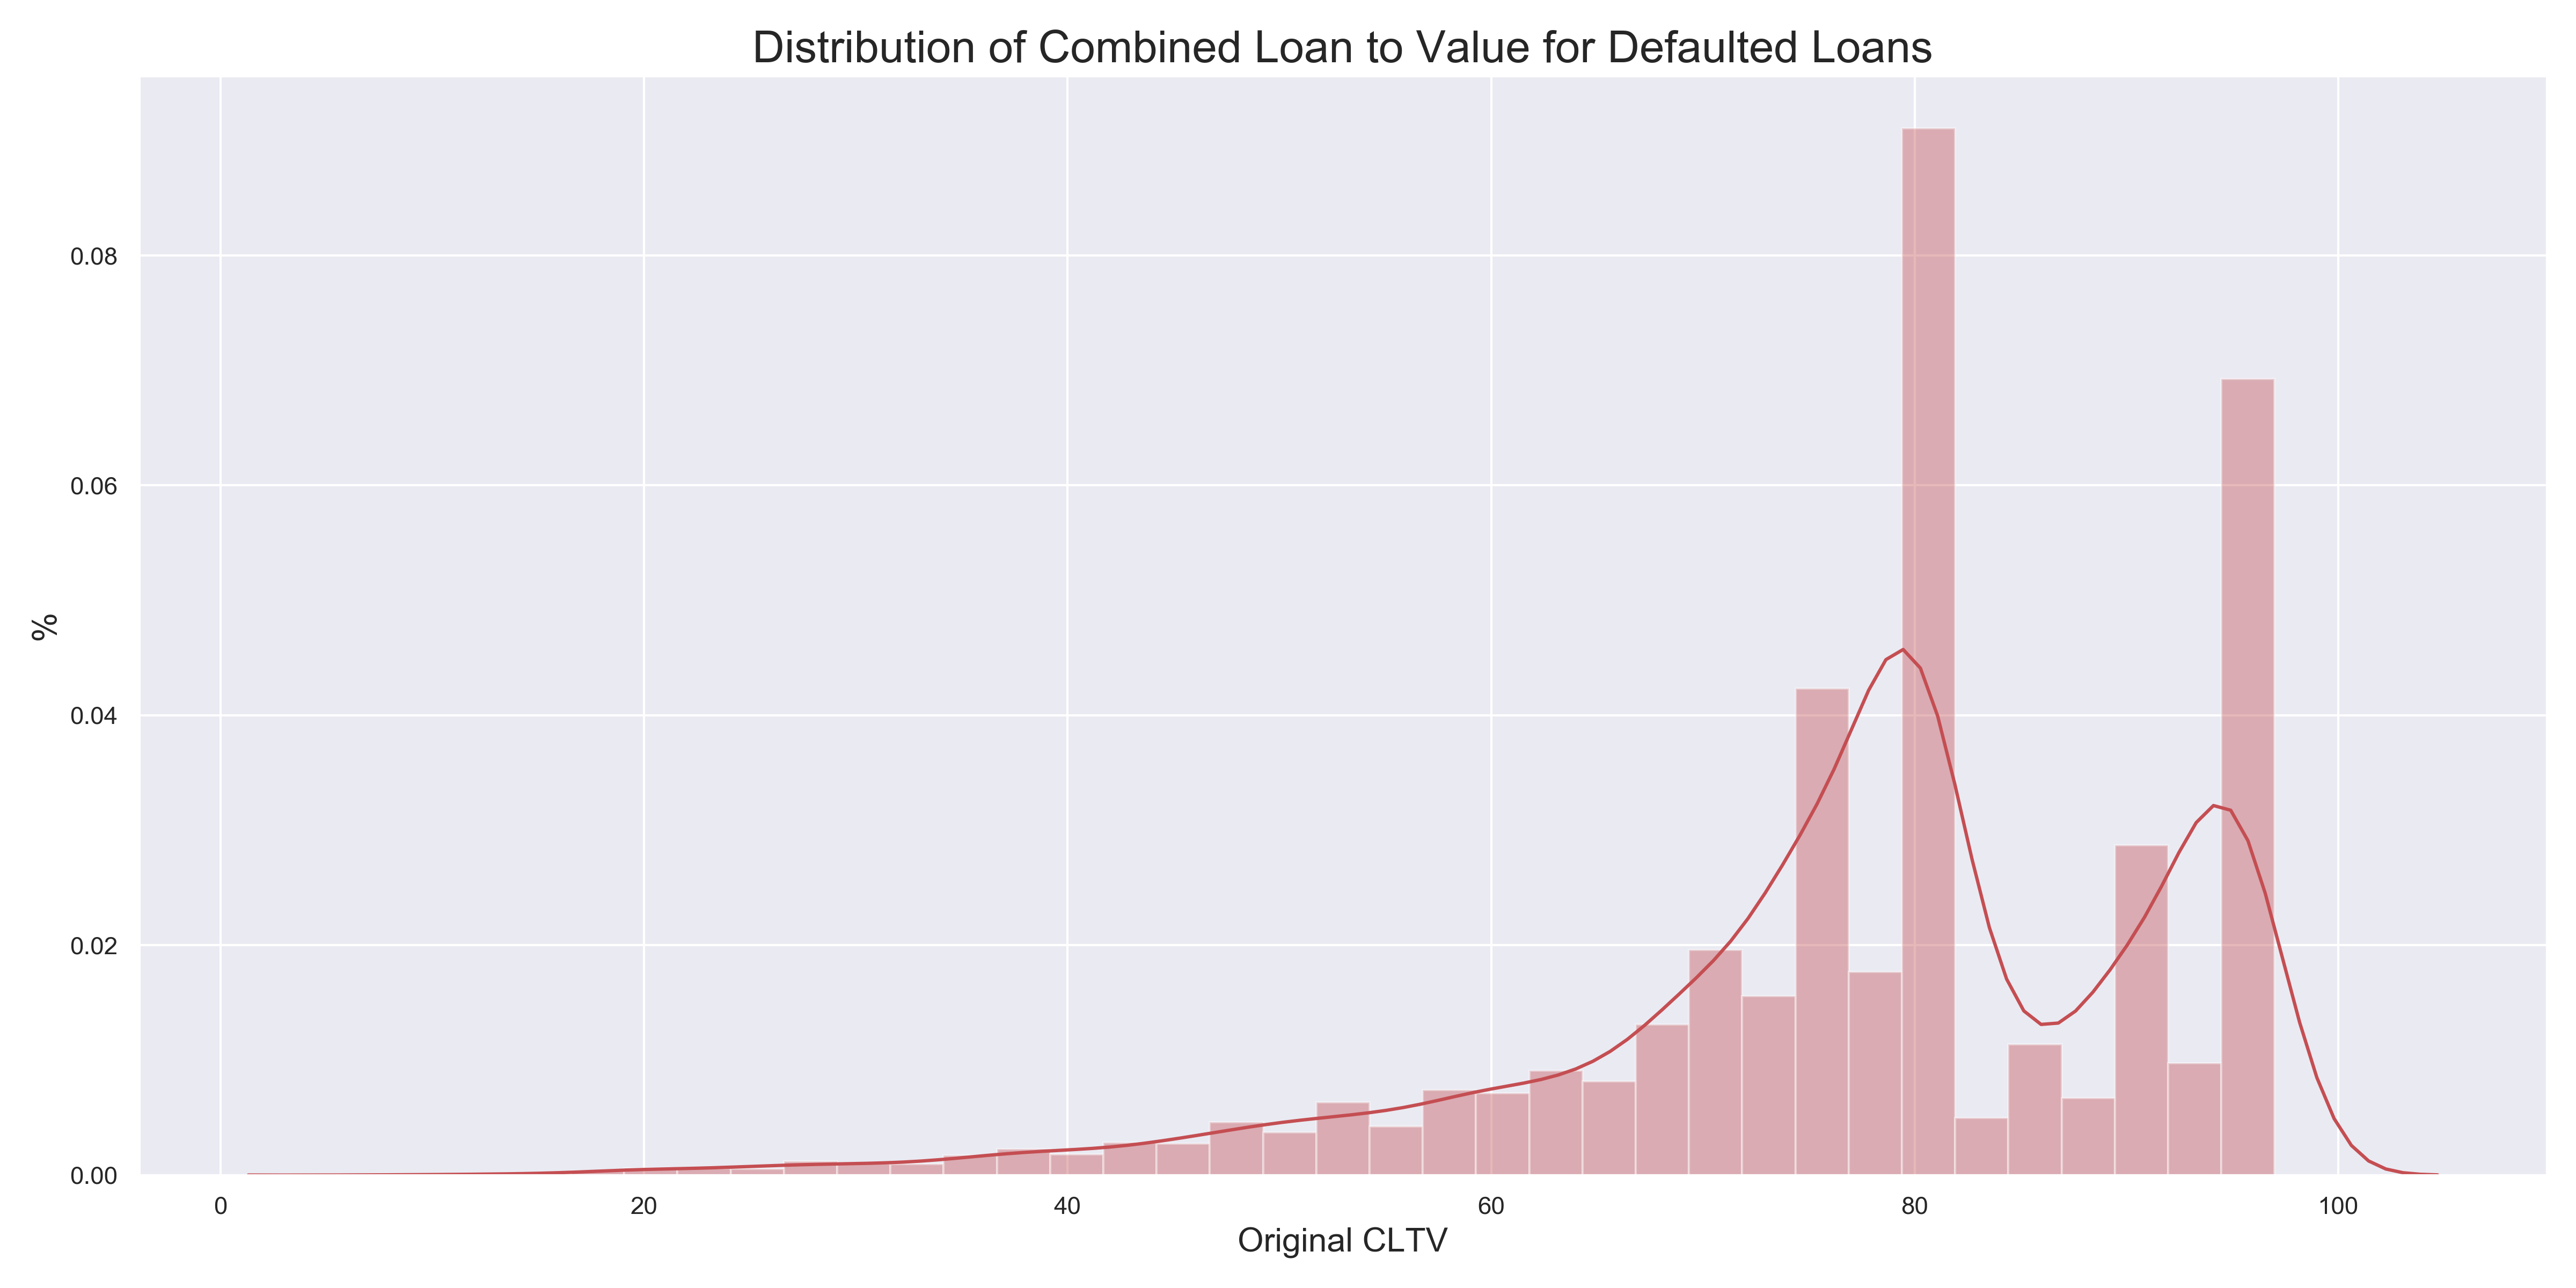 Distribution of Combined Loan to Value for Defaulted Loans
0.08
0.06
%
0.04
0.02
0.00
0 20 40 60 80 100
Original CLTV